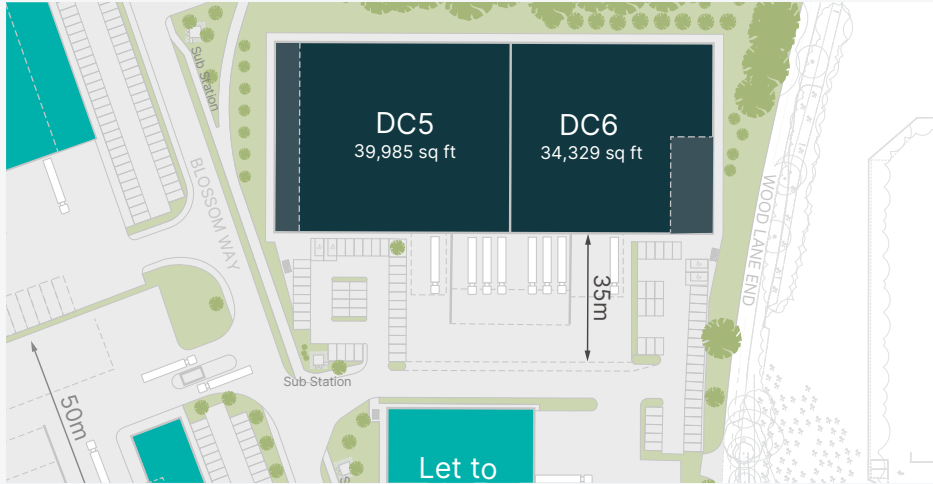 Sub Station
DC5
39,985 sq ft
DC6
34,329 sq ft
BLOSSOM WAY
WOOD LANE END
35m
Sub Station
50m
Let to